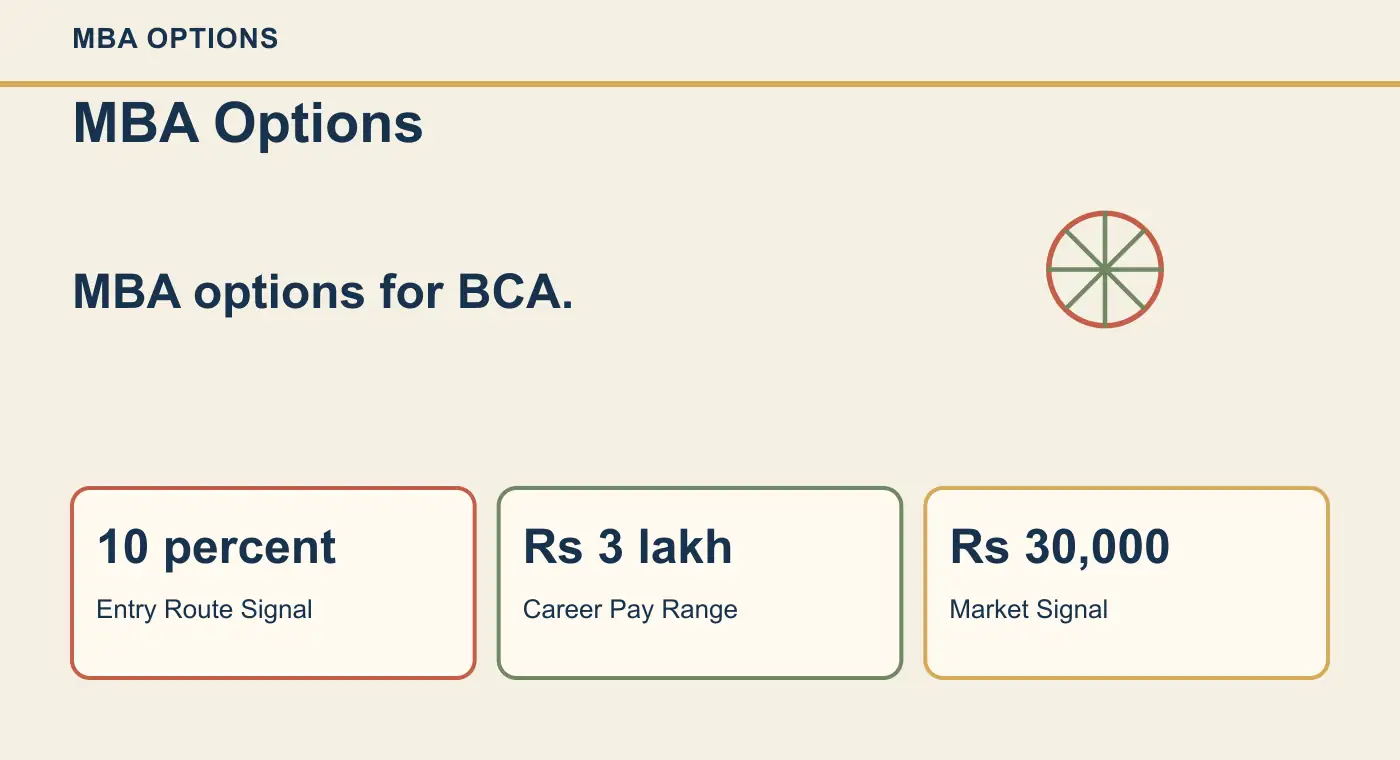 MBA OPTIONS
MBA Options
MBA options for BCA.
10 percent
Entry Route Signal
Rs 3 lakh
Career Pay Range
Rs 30,000
Market Signal